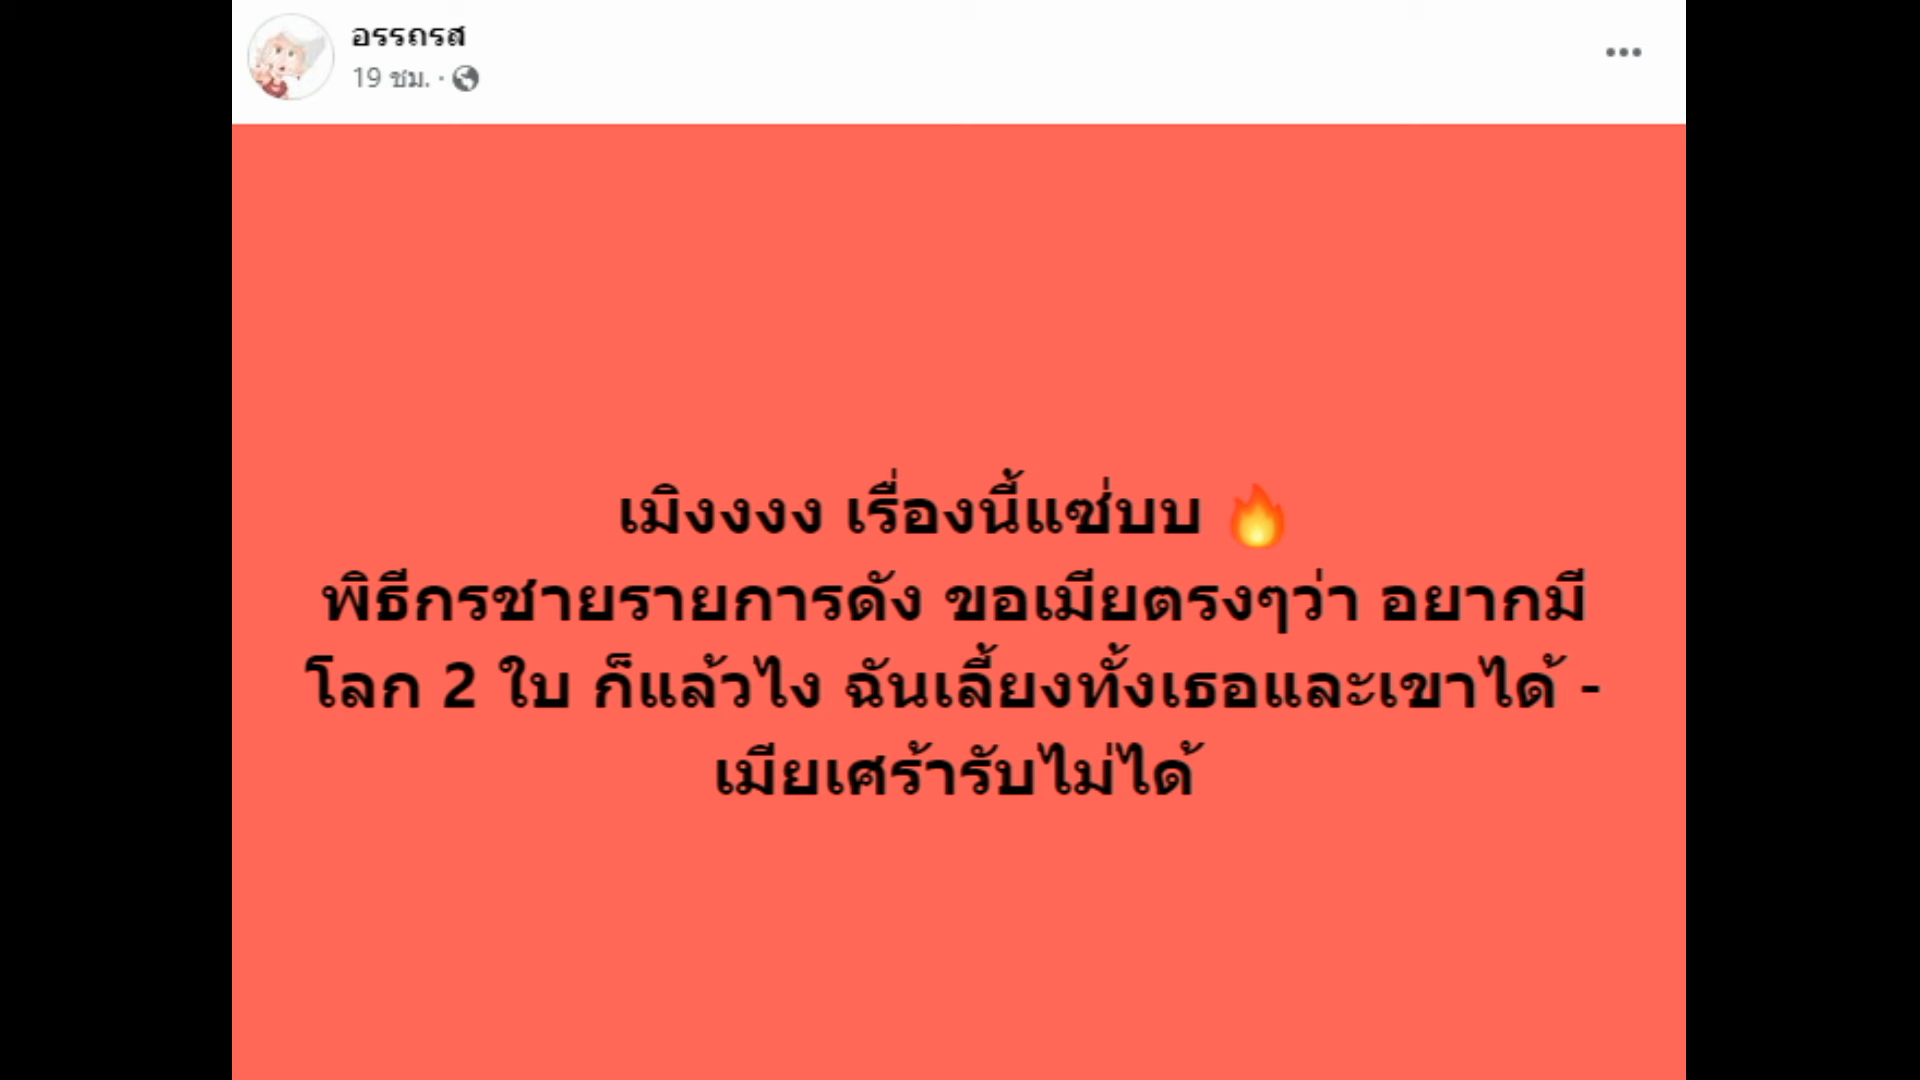 อรรถรส
19 ชม. ·
เมิงงงง เรื่องนี้แซ่บบ 🔥
พิธีกรชายรายการดัง ขอเมียตรงๆว่า อยากมี
โลก 2 ใบ ก็แล้วไง ฉันเลี้ยงทั้งเธอและเขาได้ -
เมียเศร้ารับไม่ได้